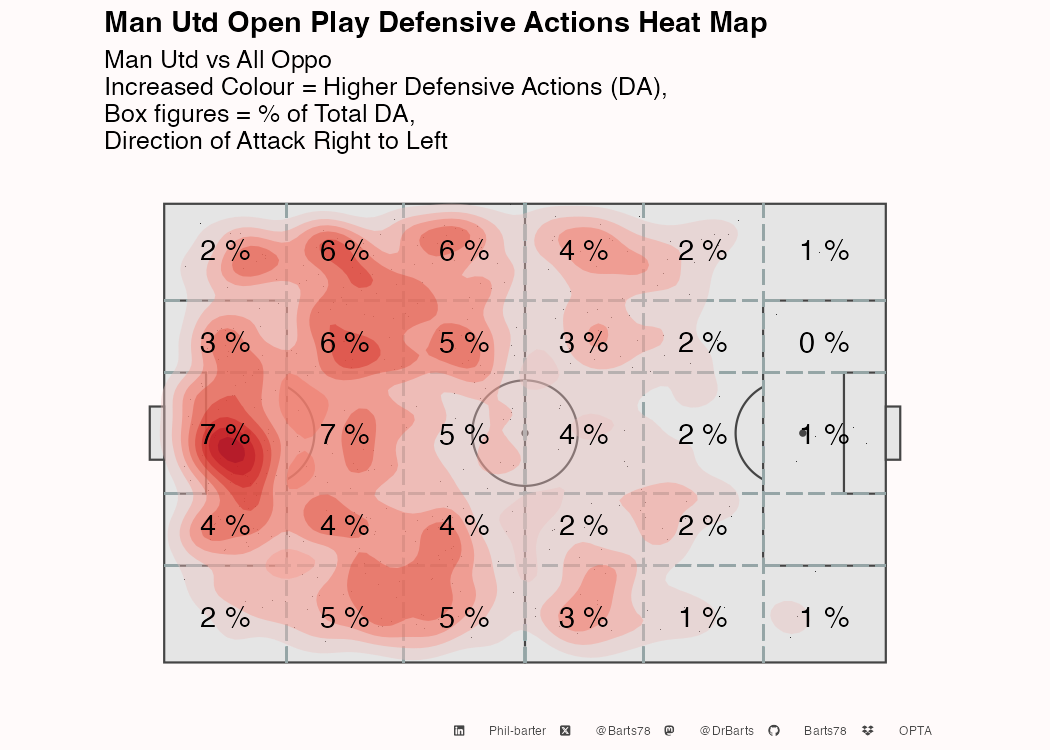 Man Utd Open Play Defensive Actions Heat Map
Man Utd vs All Oppo
Increased Colour = Higher Defensive Actions (DA),
Box figures = % of Total DA,
Direction of Attack Right to Left
2 % 6 % 6 % 4 % 2 % 1 %
3 % 6 % 5 % 3 % 2 % 0 %
7 % 7 % 5 % 4 % 2 % 1 %
4 % 4 % 4 % 2 % 2 %
2 % 5 % 5 % 3 % 1 % 1 %
Phil-barter @Barts78 @DrBarts Barts78 OPTA